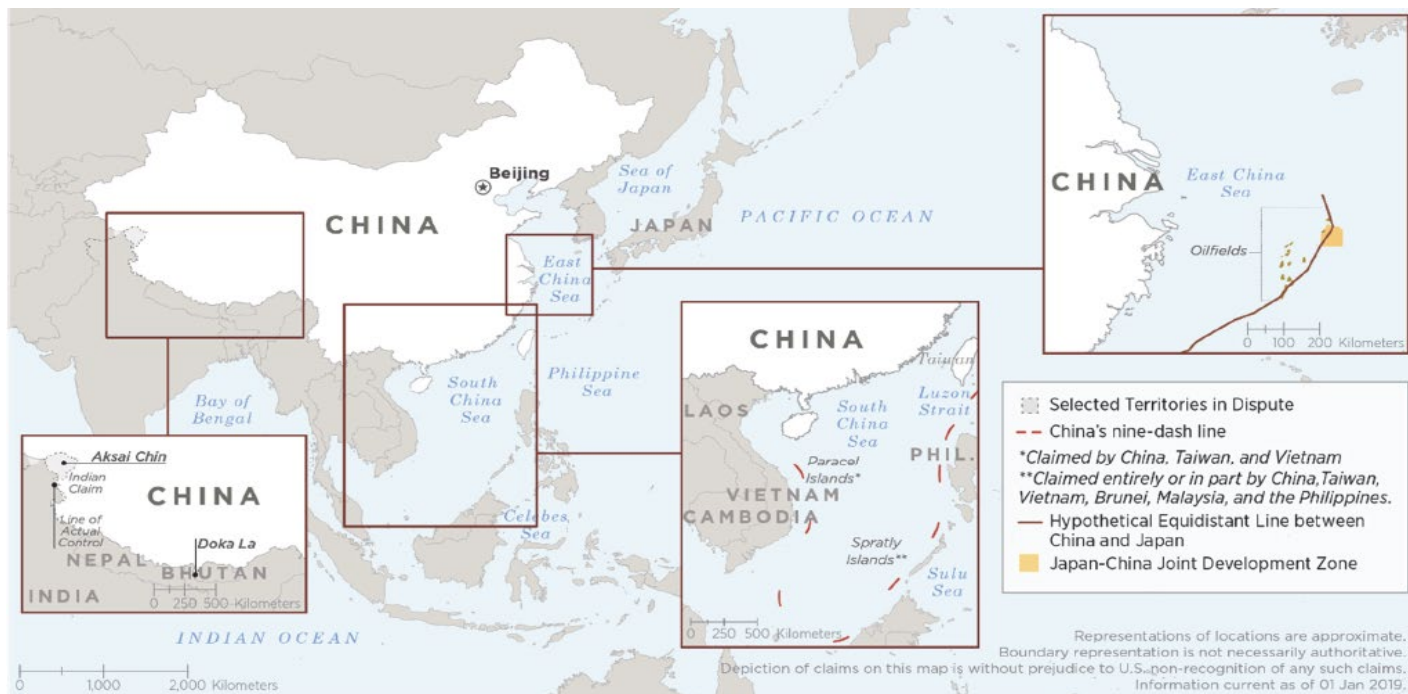 Beijing
CHINA
Sea of
Japan
JAPAN
PACIFIC OCEAN
East
China
Sea
Philippine
Sea
South
China
Sea
Bay of
Bengal
Celebes
Sea
INDIAN OCEAN
0 1,000 2,000 Kilometers
CHINA
East China
Sea
Oilfields
0 100 200
Kilometers
Aksai Chin
Indian
Claim
CHINA
Line of
Actual
Control
Doka La
NEPAL
BHUTAN
INDIA
0 250 500 Kilometers
CHINA
Taiwan
LAOS
South
China
Sea
Luzon
Strait
PHIL.
Paracel
Islands*
VIETNAM
CAMBODIA
Spratly
Islands**
Sulu
Sea
0 250 500
Kilometers
Selected Territories in Dispute
China's nine-dash line
*Claimed by China, Taiwan, and Vietnam
**Claimed entirely or in part by China,Taiwan,
Vietnam, Brunei, Malaysia, and the Philippines.
Hypothetical Equidistant Line between
China and Japan
Japan-China Joint Development Zone
Representations of locations are approximate.
Boundary representation is not necessarily authoritative.
Depiction of claims on this map is without prejudice to U.S. non-recognition of any such claims.
Information current as of 01 Jan 2019.